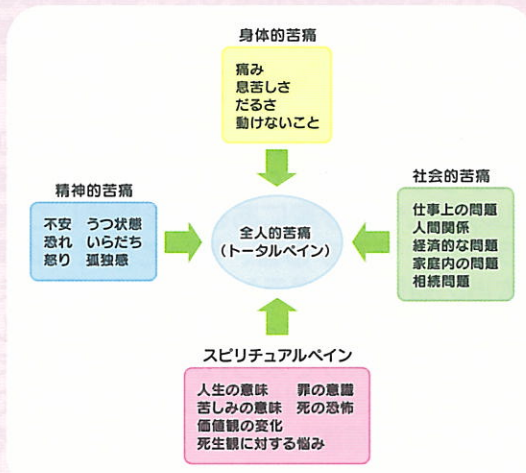 身体的苦痛
痛み
息苦しさ
だるさ
動けないこと
精神的苦痛
不安 うつ状態
恐れ いらだち
怒り 孤独感
全人的苦痛
(トータルペイン)
社会的苦痛
仕事上の問題
人間関係
経済的な問題
家庭内の問題
相続問題
スピリチュアルペイン
人生の意味 罪の意識
苦しみの意味 死の恐怖
価値観の変化
死生観に対する悩み